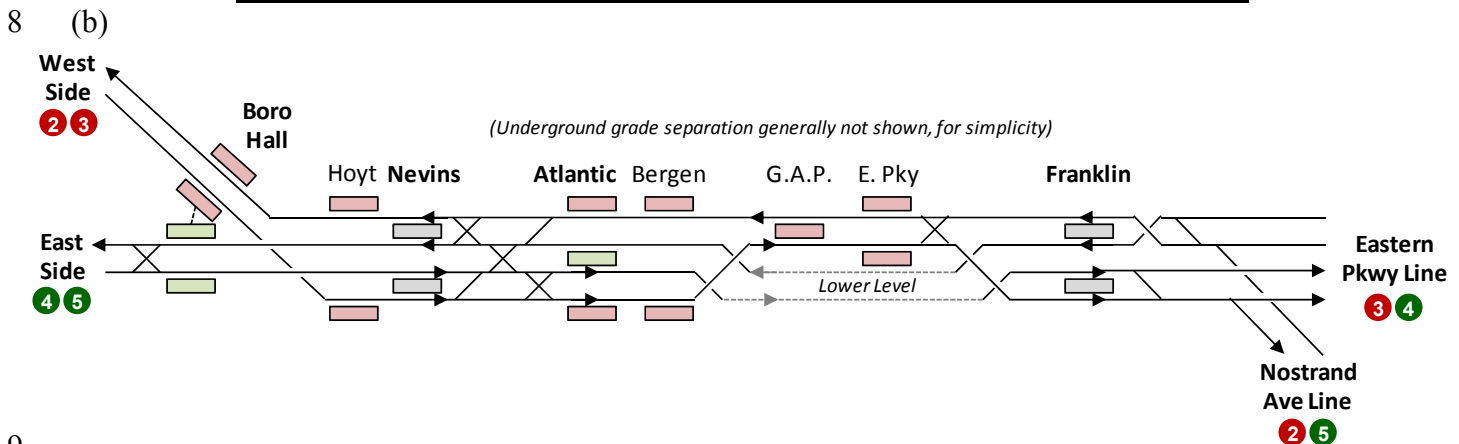 8 (b)
West
Side
2 3
Boro
Hall
(Underground grade separation generally not shown, for simplicity)
Hoyt Nevins Atlantic Bergen G.A.P. E. Pky Franklin
East
Side
4 5
Lower Level
Eastern
Pkwy Line
3 4
Nostrand
Ave Line
2 5